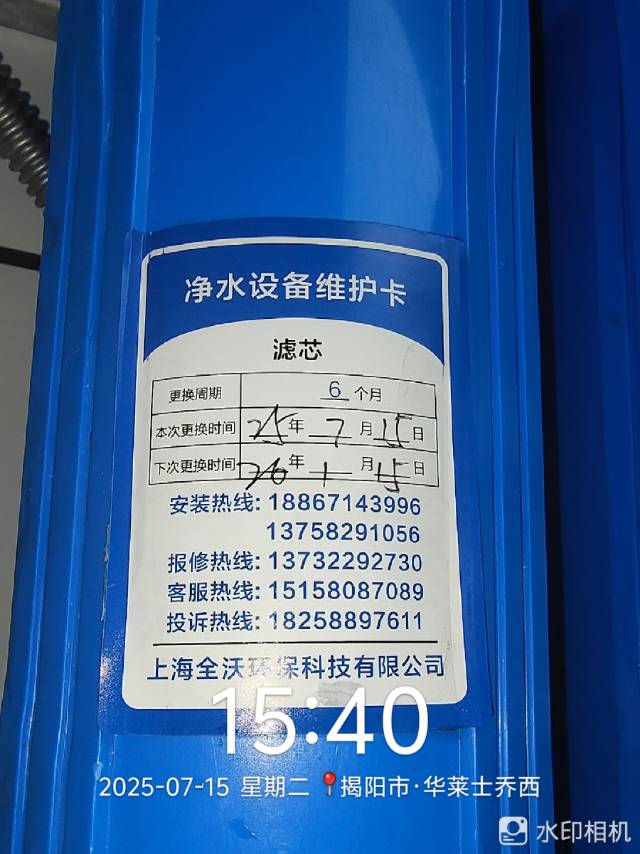 净水设备维护卡
滤芯
更换周期 6 个月
本次更换时间 25 年 7 月 15 日
下次更换时间 26 年 1 月 15 日
安装热线: 18867143996
13758291056
报修热线: 13732292730
客服热线: 15158087089
投诉热线: 18258897611
上海全沃环保科技有限公司
15:40
2025-07-15 星期二 揭阳市·华莱士乔西
水印相机